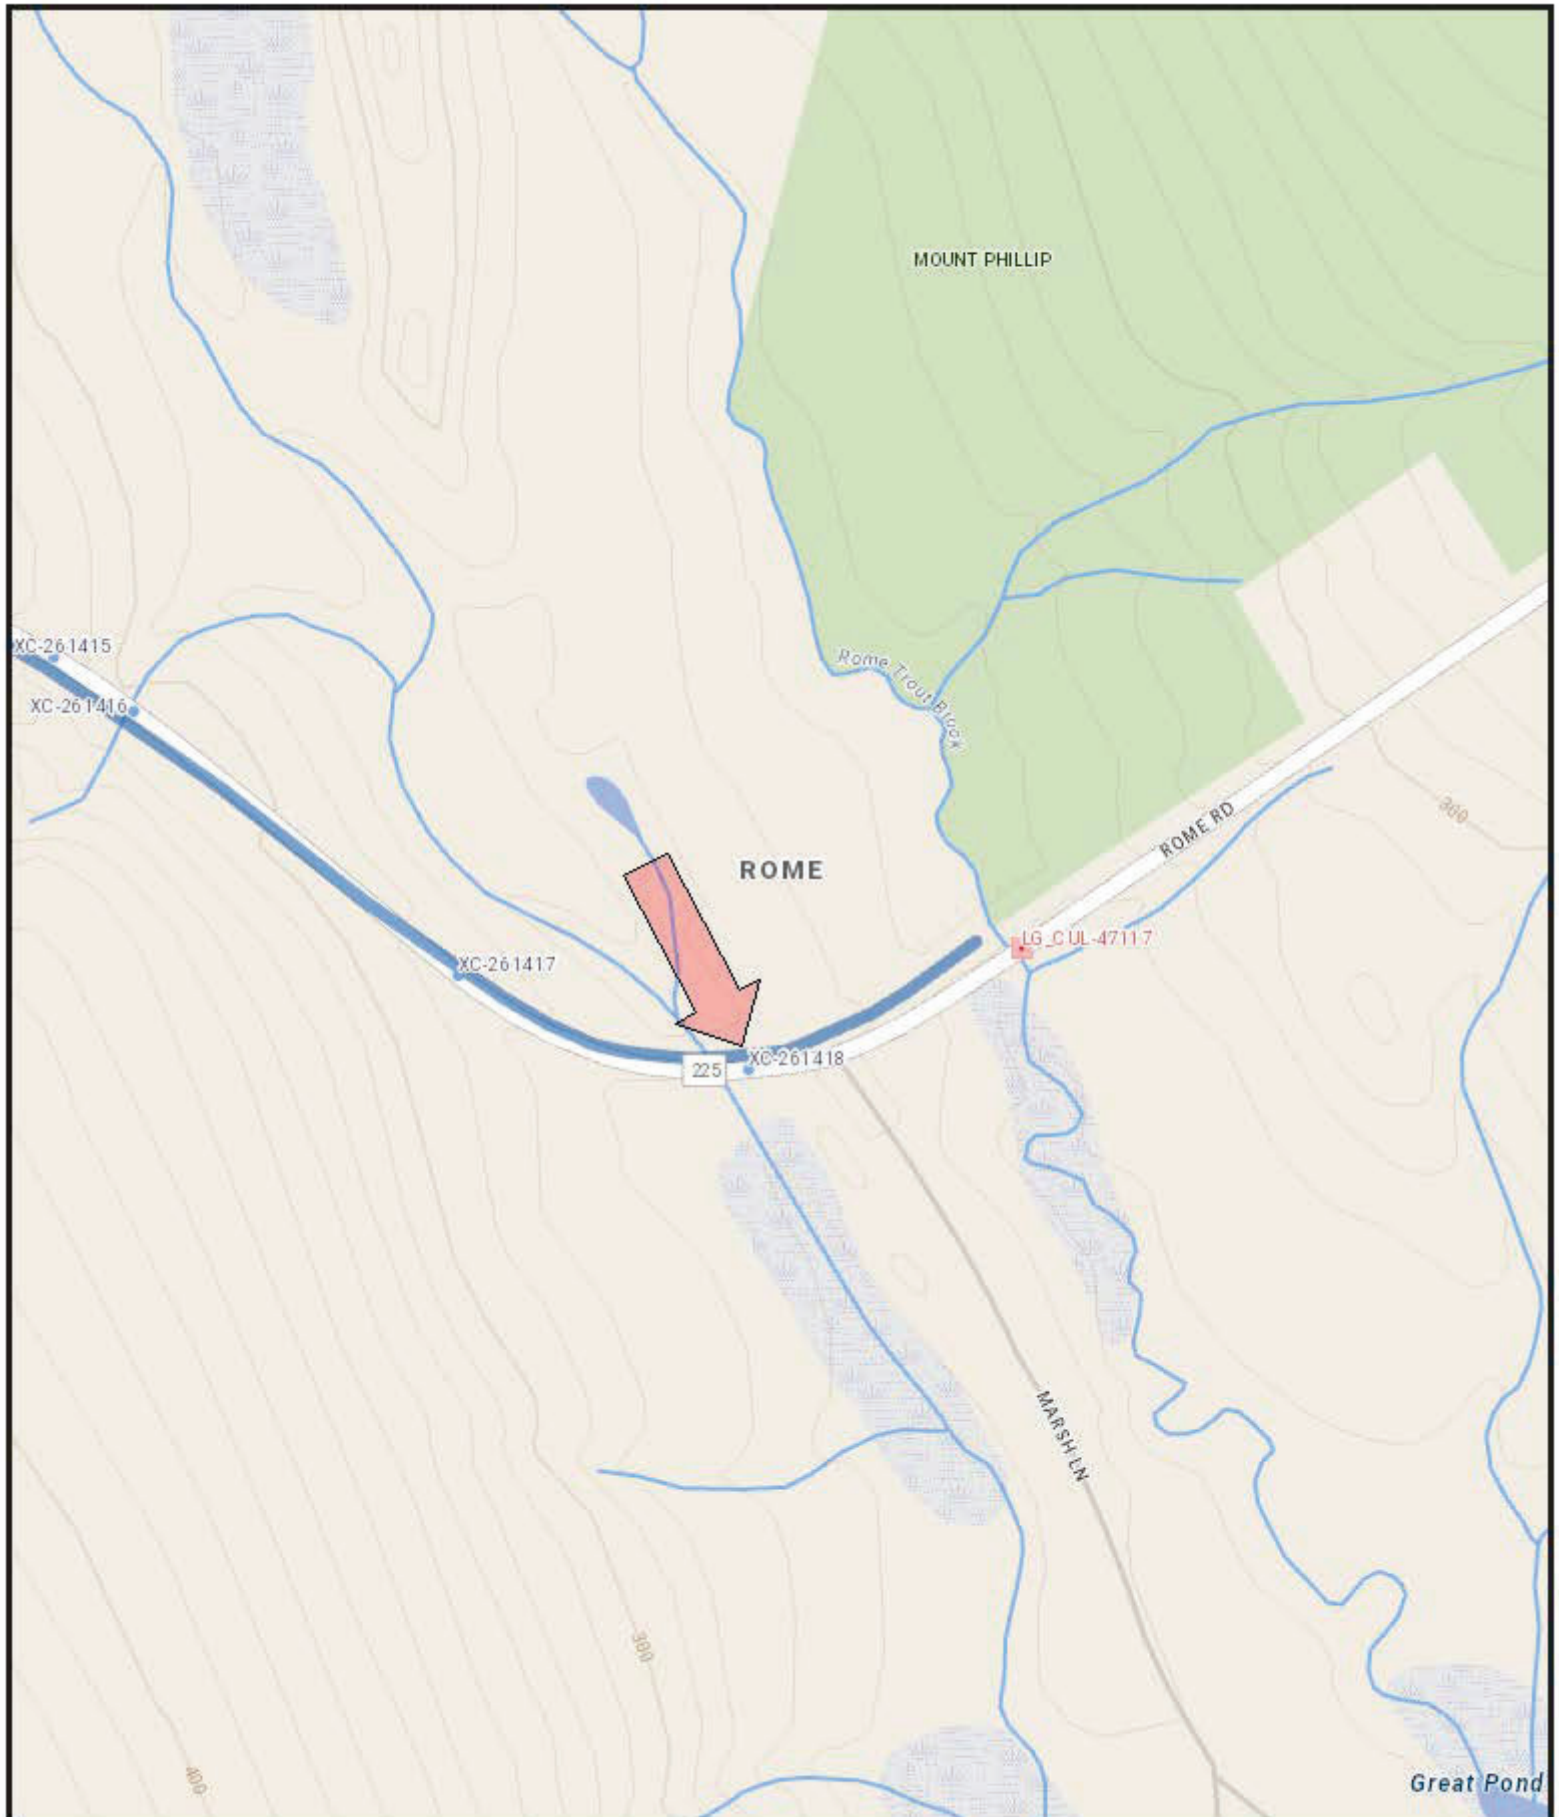 MOUNT PHILLIP
XC-261415
Rome Trout Brook
XC-261416
300
ROME RD
ROME
LG_CUL-47117
XC-261417
XC-261418
225
MARSH LN
300
400
Great Pond